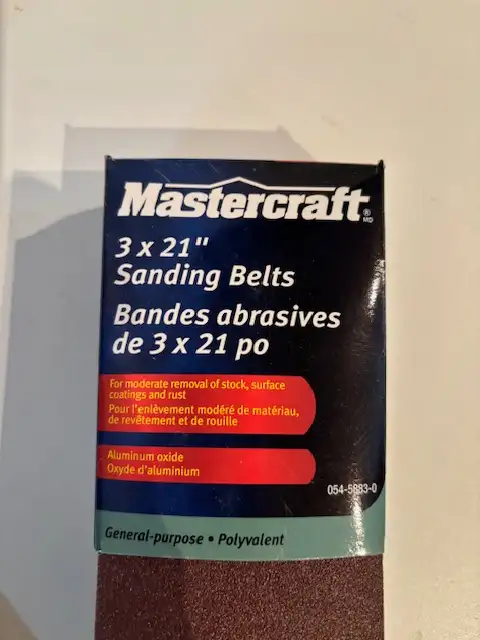 Mastercraft®
MD
3 x 21"
Sanding Belts
Bandes abrasives
de 3 x 21 po
For moderate removal of stock, surface
coatings and rust
Pour l'enlèvement modéré de matériau,
de revêtement et de rouille
Aluminum oxide
Oxyde d'aluminium
054-5883-0
General-purpose • Polyvalent